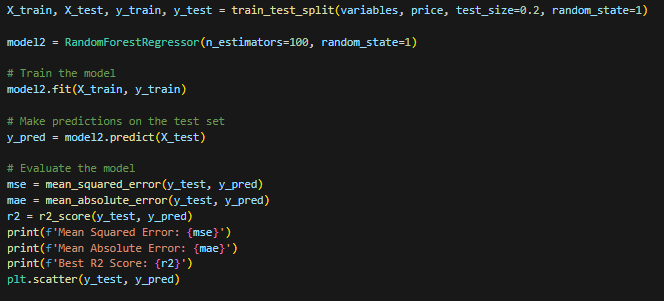 X_train, X_test, y_train, y_test = train_test_split(variables, price, test_size=0.2, random_state=1)
model2 = RandomForestRegressor(n_estimators=100, random_state=1)
# Train the model
model2.fit(X_train, y_train)
# Make predictions on the test set
y_pred = model2.predict(X_test)
# Evaluate the model
mse = mean_squared_error(y_test, y_pred)
mae = mean_absolute_error(y_test, y_pred)
r2 = r2_score(y_test, y_pred)
print(f'Mean Squared Error: {mse}')
print(f'Mean Absolute Error: {mae}')
print(f'Best R2 Score: {r2}')
plt.scatter(y_test, y_pred)